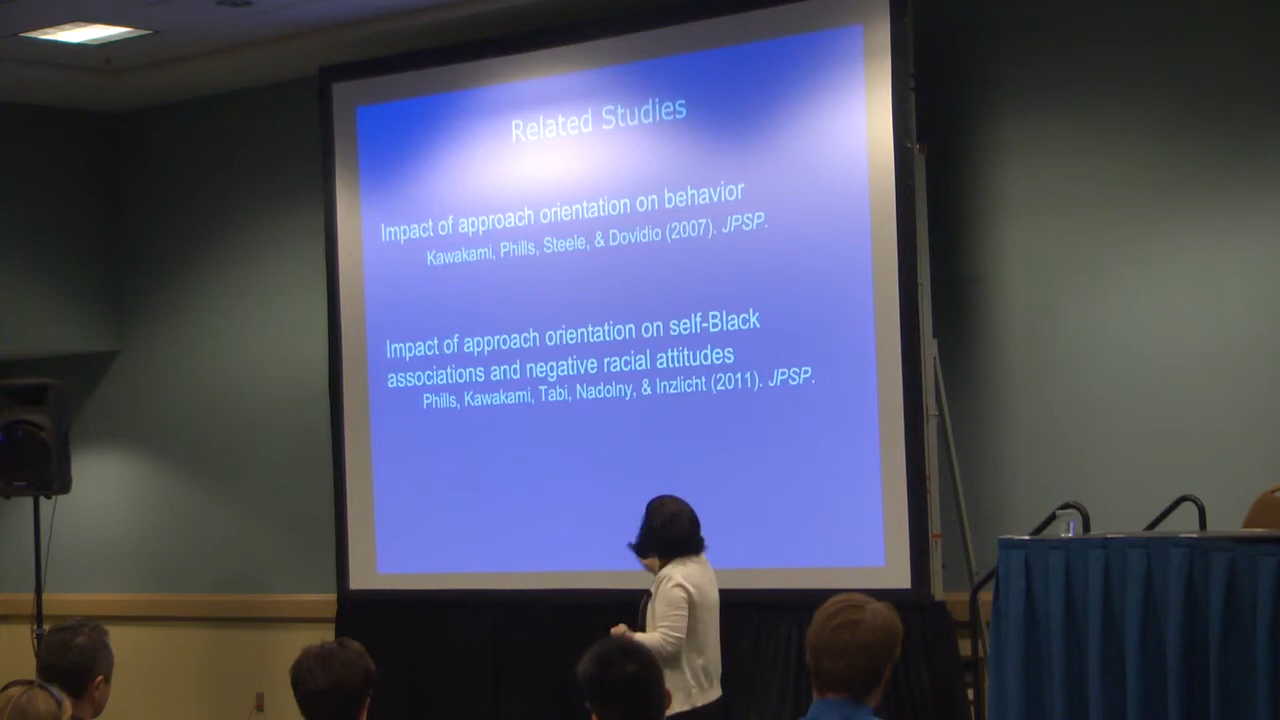 Related Studies
Impact of approach orientation on behavior
Kawakami, Phills, Steele, & Dovidio (2007). JPSP.
Impact of approach orientation on self-Black
associations and negative racial attitudes
Phills, Kawakami, Tabi, Nadolny, & Inzlicht (2011). JPSP.